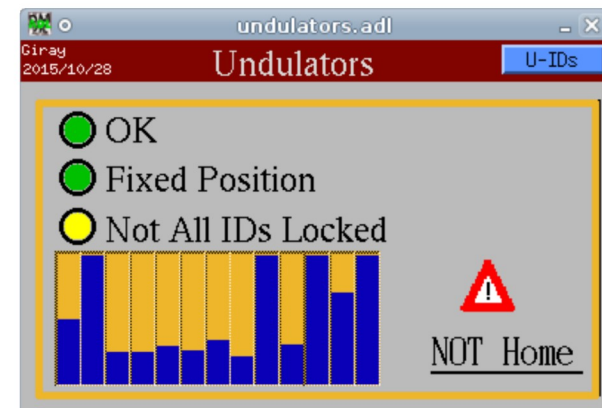 undulators.adl
Giray
2015/10/28
Undulators
U-IDs
OK
Fixed Position
Not All IDs Locked
!
NOT Home